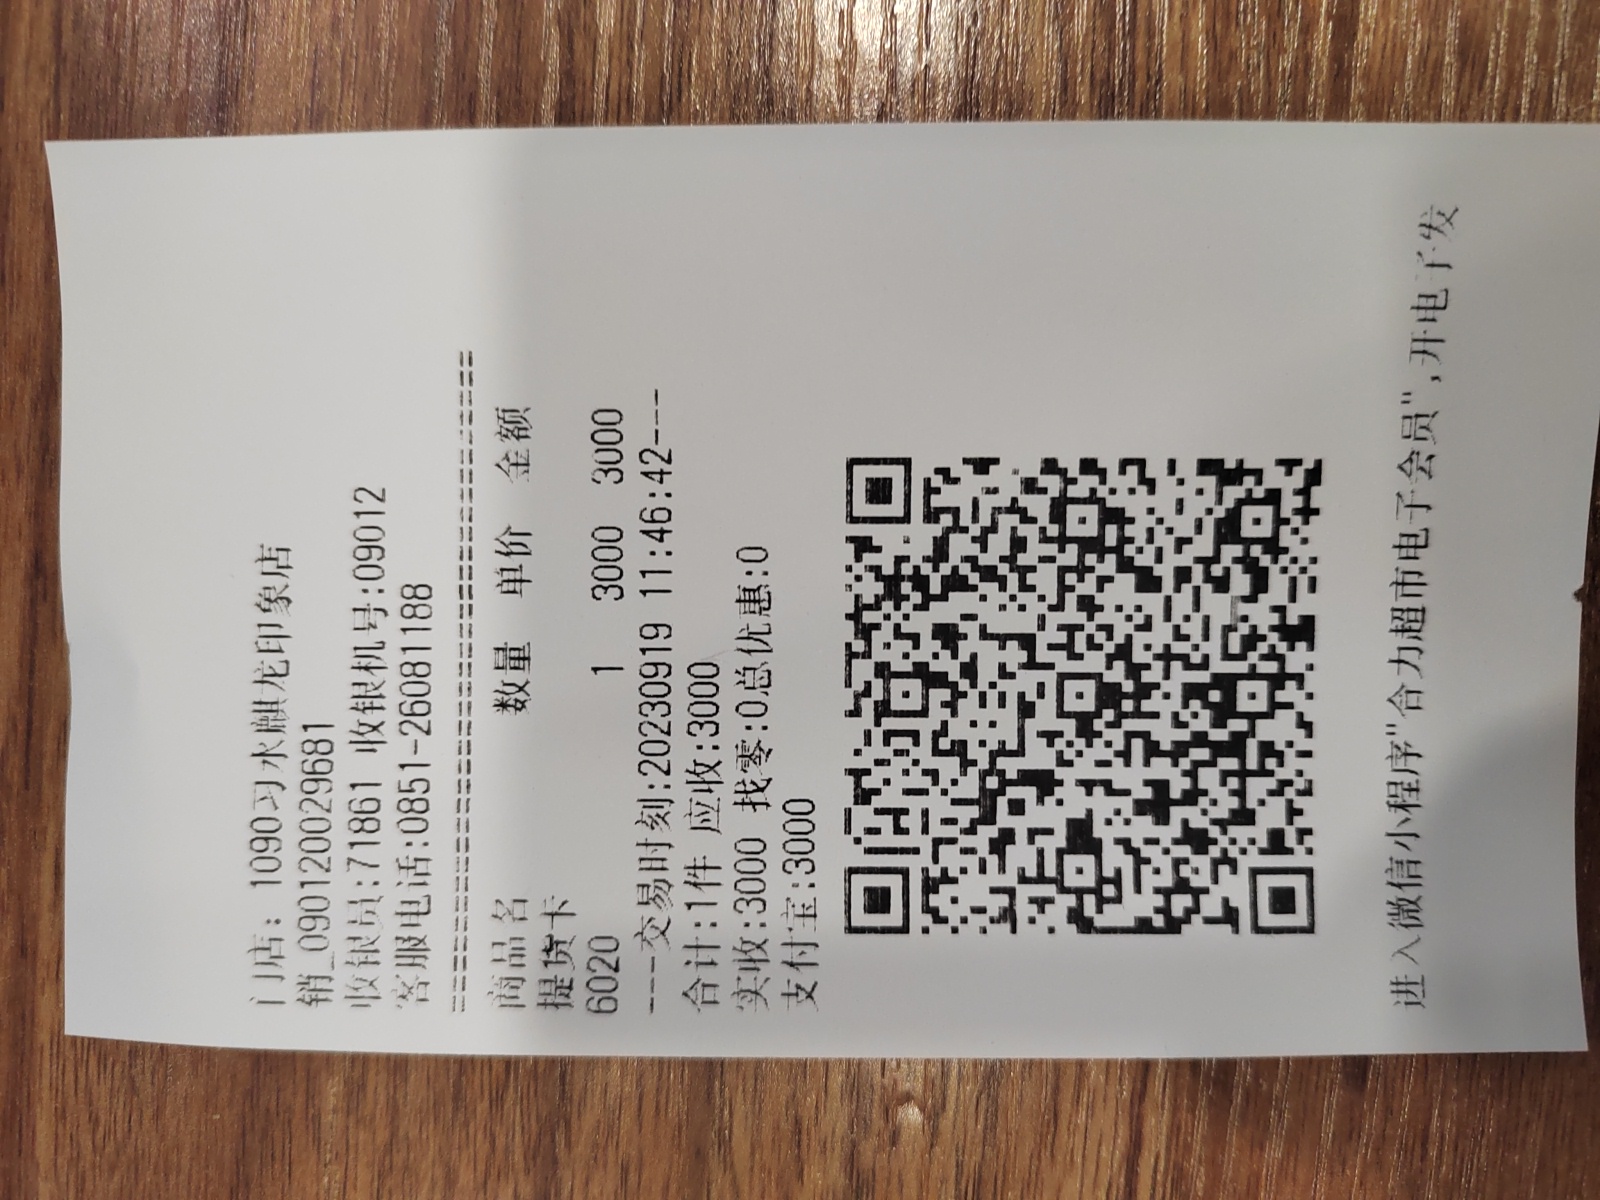 门店: 1090习水麒龙印象店
销_09012000029681
收银员:71861 收银机号:09012
客服电话:0851-26081188
========================================
商品名 数量 单价 金额
提货卡
6020 1 3000 3000
---交易时刻:20230919 11:46:42---
合计:1件 应收:3000
实收:3000 找零:0总优惠:0
支付宝:3000
进入微信小程序"合力超市电子会员",开电子发